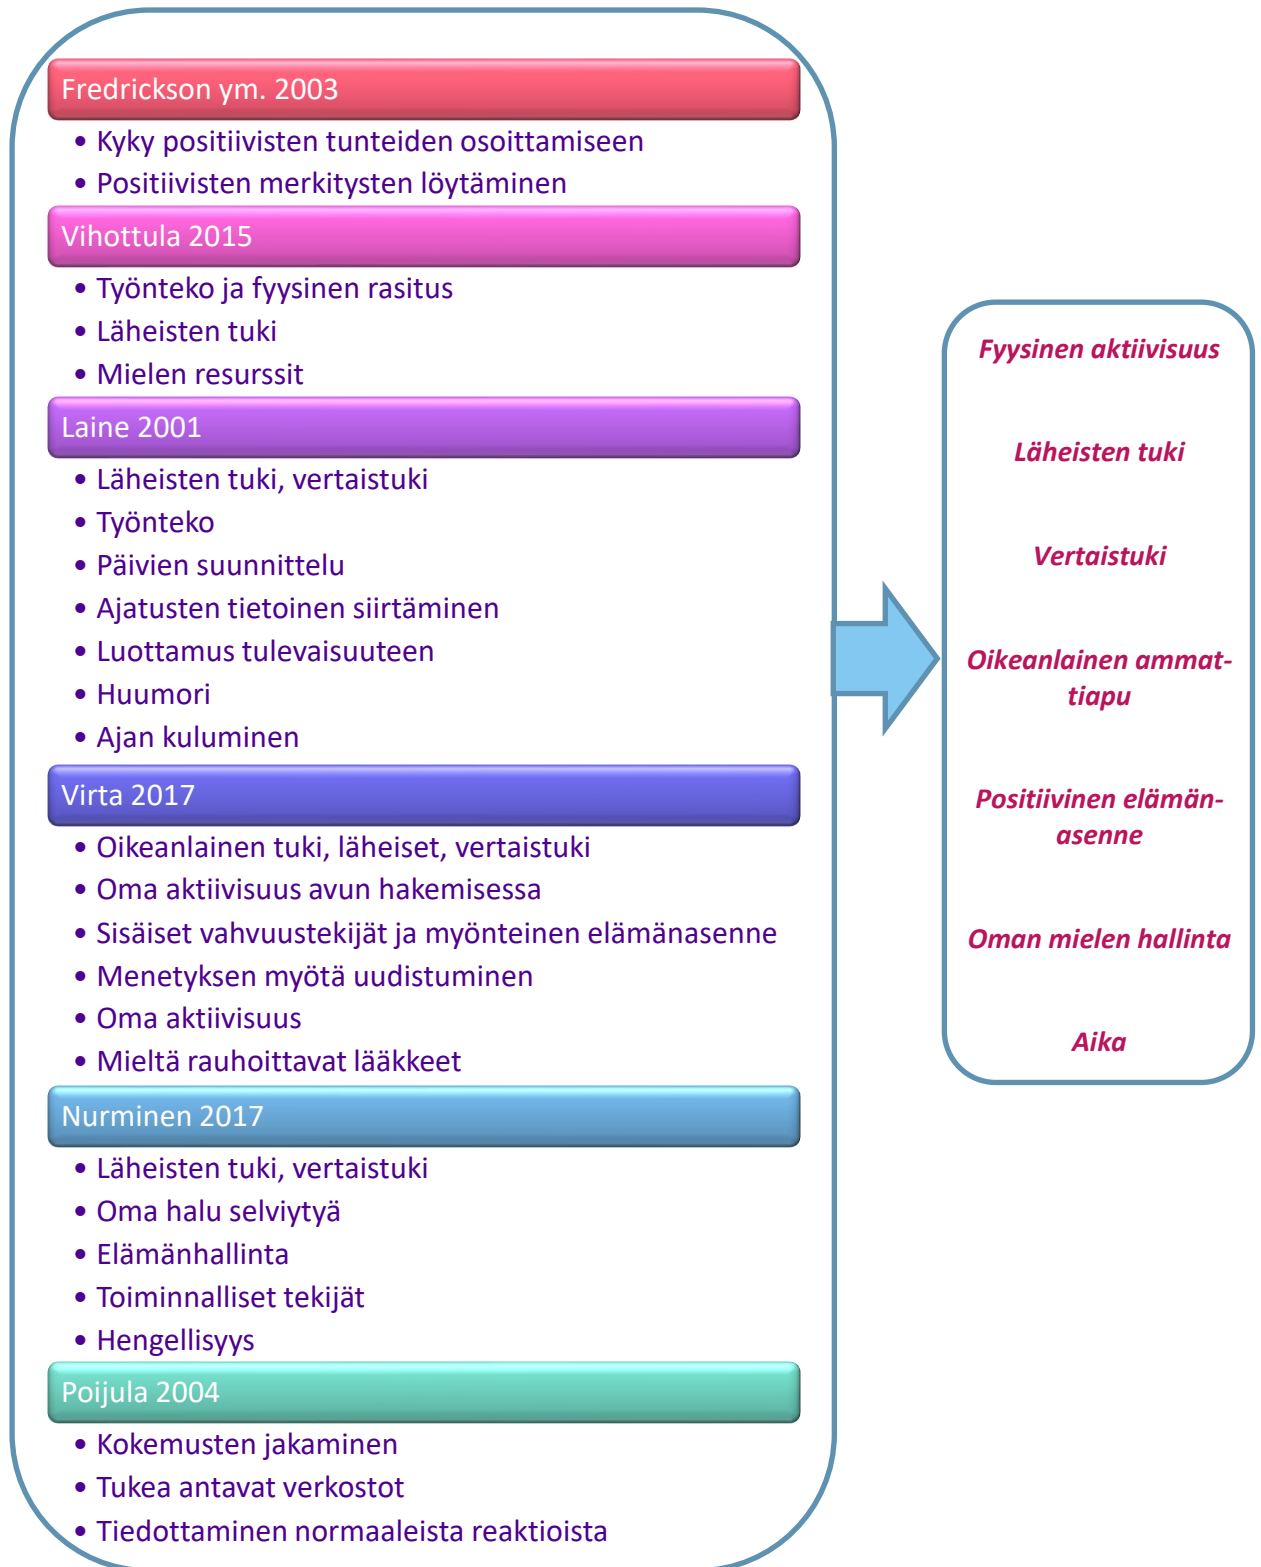 Fredrickson ym. 2003
• Kyky positiivisten tunteiden osoittamiseen
• Positiivisten merkitysten löytäminen
Vihottula 2015
• Työnteko ja fyysinen rasitus
• Läheisten tuki
• Mielen resurssit
Laine 2001
• Läheisten tuki, vertaistuki
• Työnteko
• Päivien suunnittelu
• Ajatusten tietoinen siirtäminen
• Luottamus tulevaisuuteen
• Huumori
• Ajan kuluminen
Virta 2017
• Oikeanlainen tuki, läheiset, vertaistuki
• Oma aktiivisuus avun hakemisessa
• Sisäiset vahvuustekijät ja myönteinen elämänasenne
• Menetyksen myötä uudistuminen
• Oma aktiivisuus
• Mieltä rauhoittavat lääkkeet
Nurminen 2017
• Läheisten tuki, vertaistuki
• Oma halu selviytyä
• Elämänhallinta
• Toiminnalliset tekijät
• Hengellisyys
Poijula 2004
• Kokemusten jakaminen
• Tukea antavat verkostot
• Tiedottaminen normaaleista reaktioista
Fyysinen aktiivisuus
Läheisten tuki
Vertaistuki
Oikeanlainen ammat-
tiapu
Positiivinen elämän-
asenne
Oman mielen hallinta
Aika